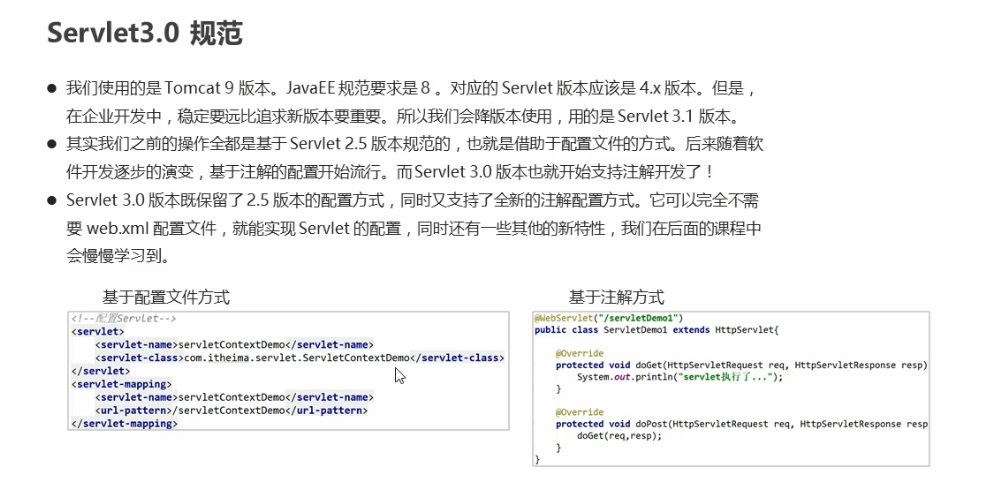 Servlet3.0 规范
● 我们使用的是 Tomcat 9 版本。JavaEE 规范要求是 8 。对应的 Servlet 版本应该是 4.x 版本。但是，
在企业开发中，稳定要远比追求新版本要重要。所以我们会降版本使用，用的是 Servlet 3.1 版本。
● 其实我们之前的操作全都是基于 Servlet 2.5 版本规范的，也就是借助于配置文件的方式。后来随着软
件开发逐步的演变，基于注解的配置开始流行。而 Servlet 3.0 版本也就开始支持注解开发了！
● Servlet 3.0 版本既保留了 2.5 版本的配置方式，同时又支持了全新的注解配置方式。它可以完全不需
要 web.xml 配置文件，就能实现 Servlet 的配置，同时还有一些其他的新特性，我们在后面的课程中
会慢慢学习到。
基于配置文件方式
<!--配置Servlet-->
<servlet>
<servlet-name>servletContextDemo</servlet-name>
<servlet-class>com.itheima.servlet.ServletContextDemo</servlet-class>
</servlet>
<servlet-mapping>
<servlet-name>servletContextDemo</servlet-name>
<url-pattern>/servletContextDemo</url-pattern>
</servlet-mapping>
基于注解方式
@WebServlet("/servletDemo1")
public class ServletDemo1 extends HttpServlet{
@Override
protected void doGet(HttpServletRequest req, HttpServletResponse resp)
System.out.println("servlet执行了...");
}
@Override
protected void doPost(HttpServletRequest req, HttpServletResponse resp
doGet(req,resp);
}
}